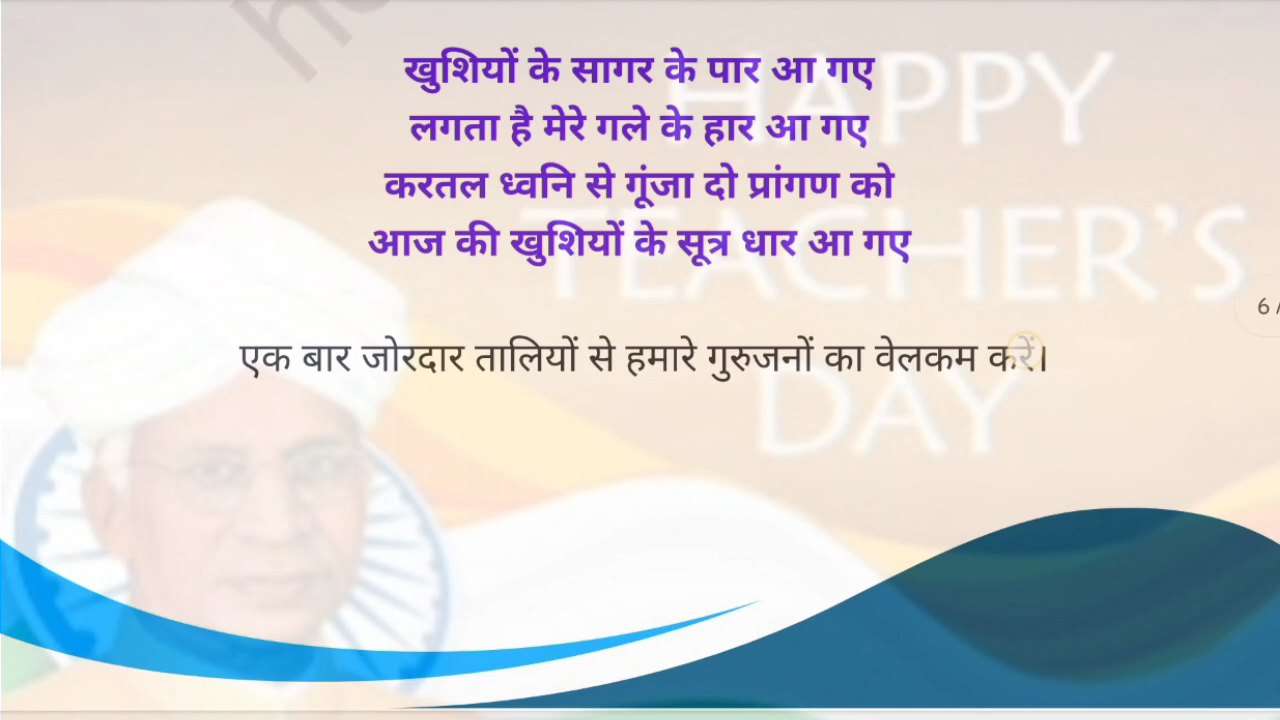 खुशियों के सागर के पार आ गए
लगता है मेरे गले के हार आ गए
करतल ध्वनि से गूंजा दो प्रांगण को
आज की खुशियों के सूत्र धार आ गए
एक बार जोरदार तालियों से हमारे गुरुजनों का वेलकम करें।
HAPPY
TEACHER'S
DAY
6 /